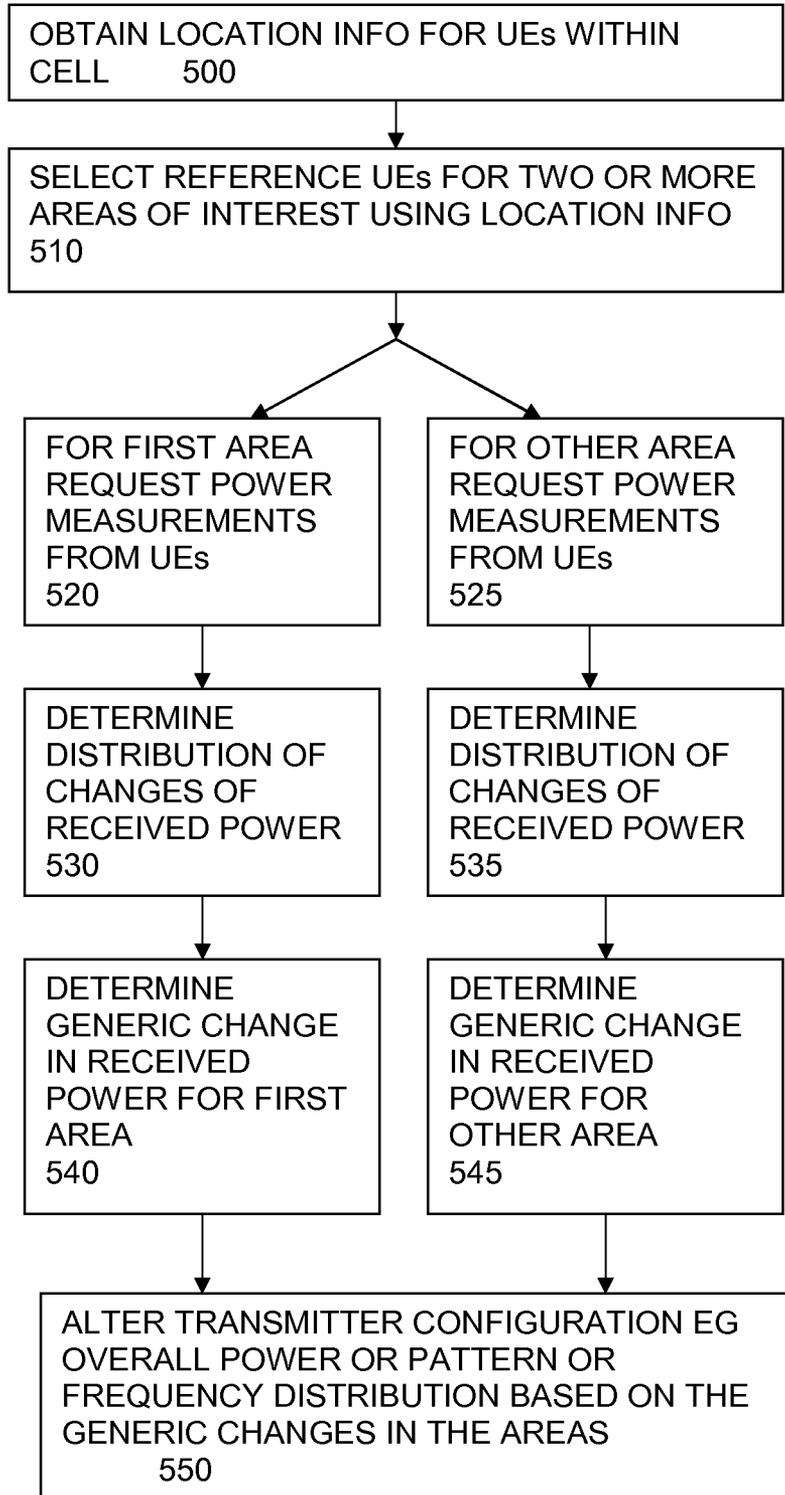 OBTAIN LOCATION INFO FOR UEs WITHIN
CELL 500
SELECT REFERENCE UEs FOR TWO OR MORE
AREAS OF INTEREST USING LOCATION INFO
510
FOR FIRST AREA
REQUEST POWER
MEASUREMENTS
FROM UEs
520
FOR OTHER AREA
REQUEST POWER
MEASUREMENTS
FROM UEs
525
DETERMINE
DISTRIBUTION OF
CHANGES OF
RECEIVED POWER
530
DETERMINE
DISTRIBUTION OF
CHANGES OF
RECEIVED POWER
535
DETERMINE
GENERIC CHANGE
IN RECEIVED
POWER FOR FIRST
AREA
540
DETERMINE
GENERIC CHANGE
IN RECEIVED
POWER FOR
OTHER AREA
545
ALTER TRANSMITTER CONFIGURATION EG
OVERALL POWER OR PATTERN OR
FREQUENCY DISTRIBUTION BASED ON THE
GENERIC CHANGES IN THE AREAS
550